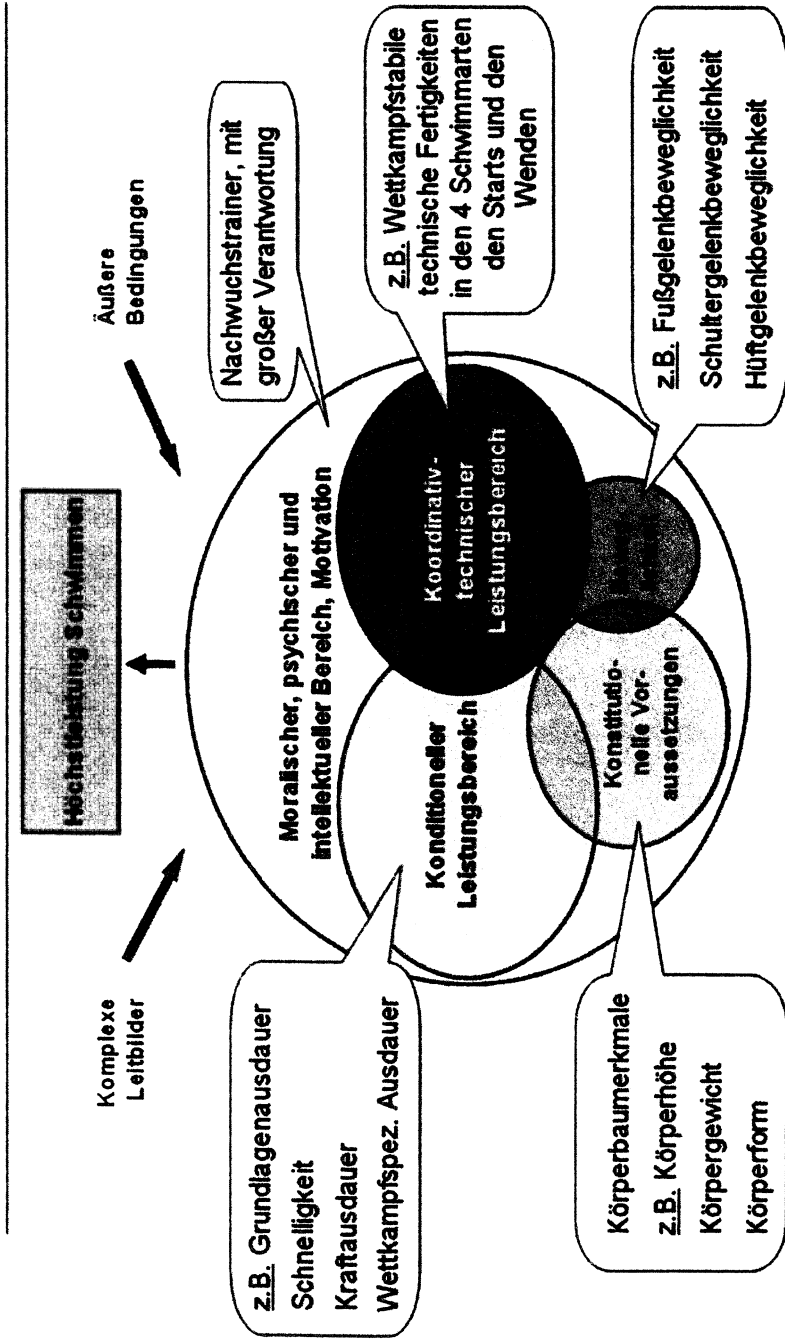 Höchstleistung Schwimmen
Komplexe
Leitbilder
Äußere
Bedingungen
Moralischer, psychischer und
intellektueller Bereich, Motivation
Nachwuchstrainer, mit
großer Verantwortung
z.B. Grundlagenausdauer
Schnelligkeit
Kraftausdauer
Wettkampfspez. Ausdauer
Konditioneller
Leistungsbereich
Koordinativ-
technischer
Leistungsbereich
z.B. Wettkampfstabile
technische Fertigkeiten
in den 4 Schwimmarten
den Starts und den
Wenden
Körperbaumerkmale
z.B. Körperhöhe
Körpergewicht
Körperform
Konstitutio-
nelle Vor-
aussetzungen
z.B. Fußgelenkbeweglichkeit
Schultergelenkbeweglichkeit
Hüftgelenkbeweglichkeit